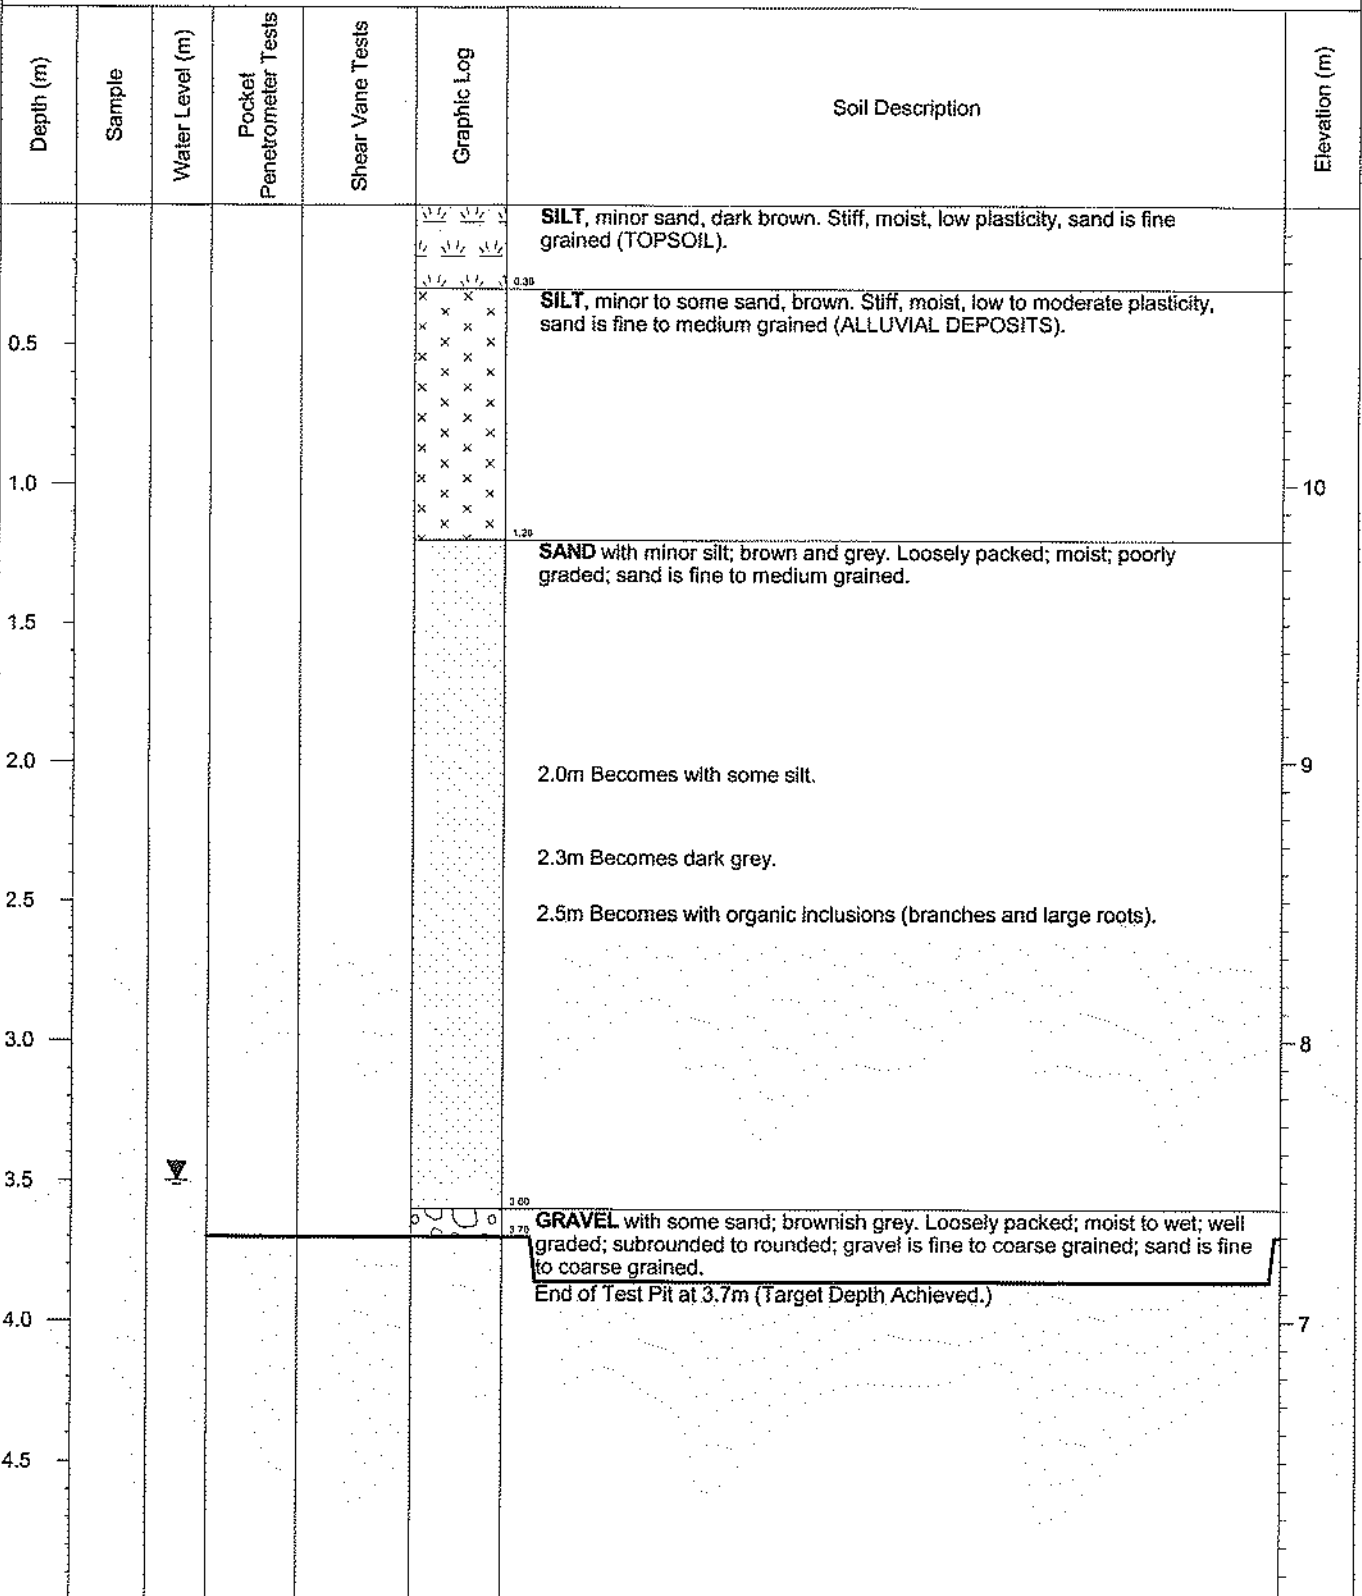 Depth (m)
Sample
Water Level (m)
Pocket
Penetrometer Tests
Shear Vane Tests
Graphic Log
Soil Description
Elevation (m)
SILT, minor sand, dark brown. Stiff, moist, low plasticity, sand is fine
grained (TOPSOIL).
0.30
SILT, minor to some sand, brown. Stiff, moist, low to moderate plasticity,
sand is fine to medium grained (ALLUVIAL DEPOSITS).
0.5
1.0
10
1.20
SAND with minor silt; brown and grey. Loosely packed; moist; poorly
graded; sand is fine to medium grained.
1.5
2.0
9
2.0m Becomes with some silt.
2.3m Becomes dark grey.
2.5
2.5m Becomes with organic inclusions (branches and large roots).
3.0
8
3.5
3.60
GRAVEL with some sand; brownish grey. Loosely packed; moist to wet; well
3.70
graded; subrounded to rounded; gravel is fine to coarse grained; sand is fine
to coarse grained.
End of Test Pit at 3.7m (Target Depth Achieved.)
4.0
7
4.5